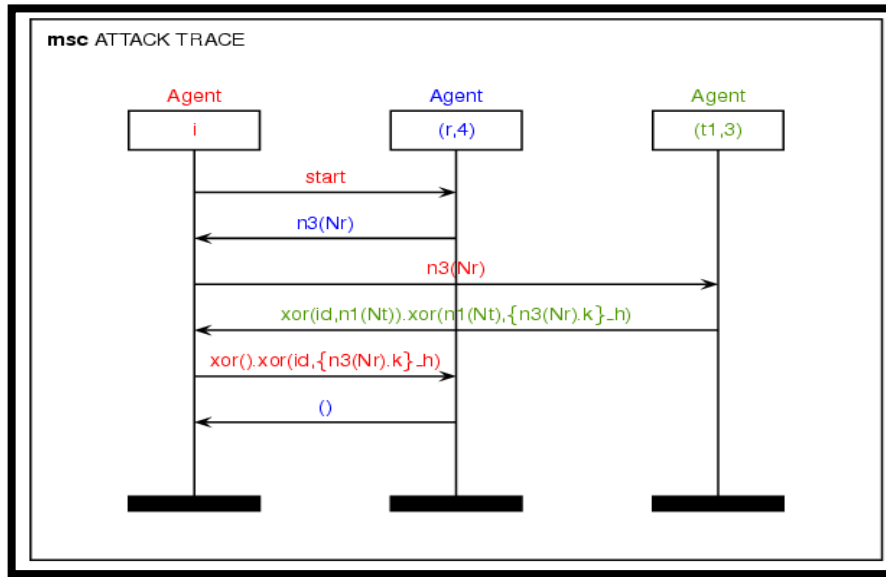 msc ATTACK TRACE
Agent Agent Agent
i (r,4) (t1,3)
start
n3(Nr)
n3(Nr)
xor(id,n1(Nt)).xor(n1(Nt),{n3(Nr).k}_h)
xor().xor(id,{n3(Nr).k}_h)
()